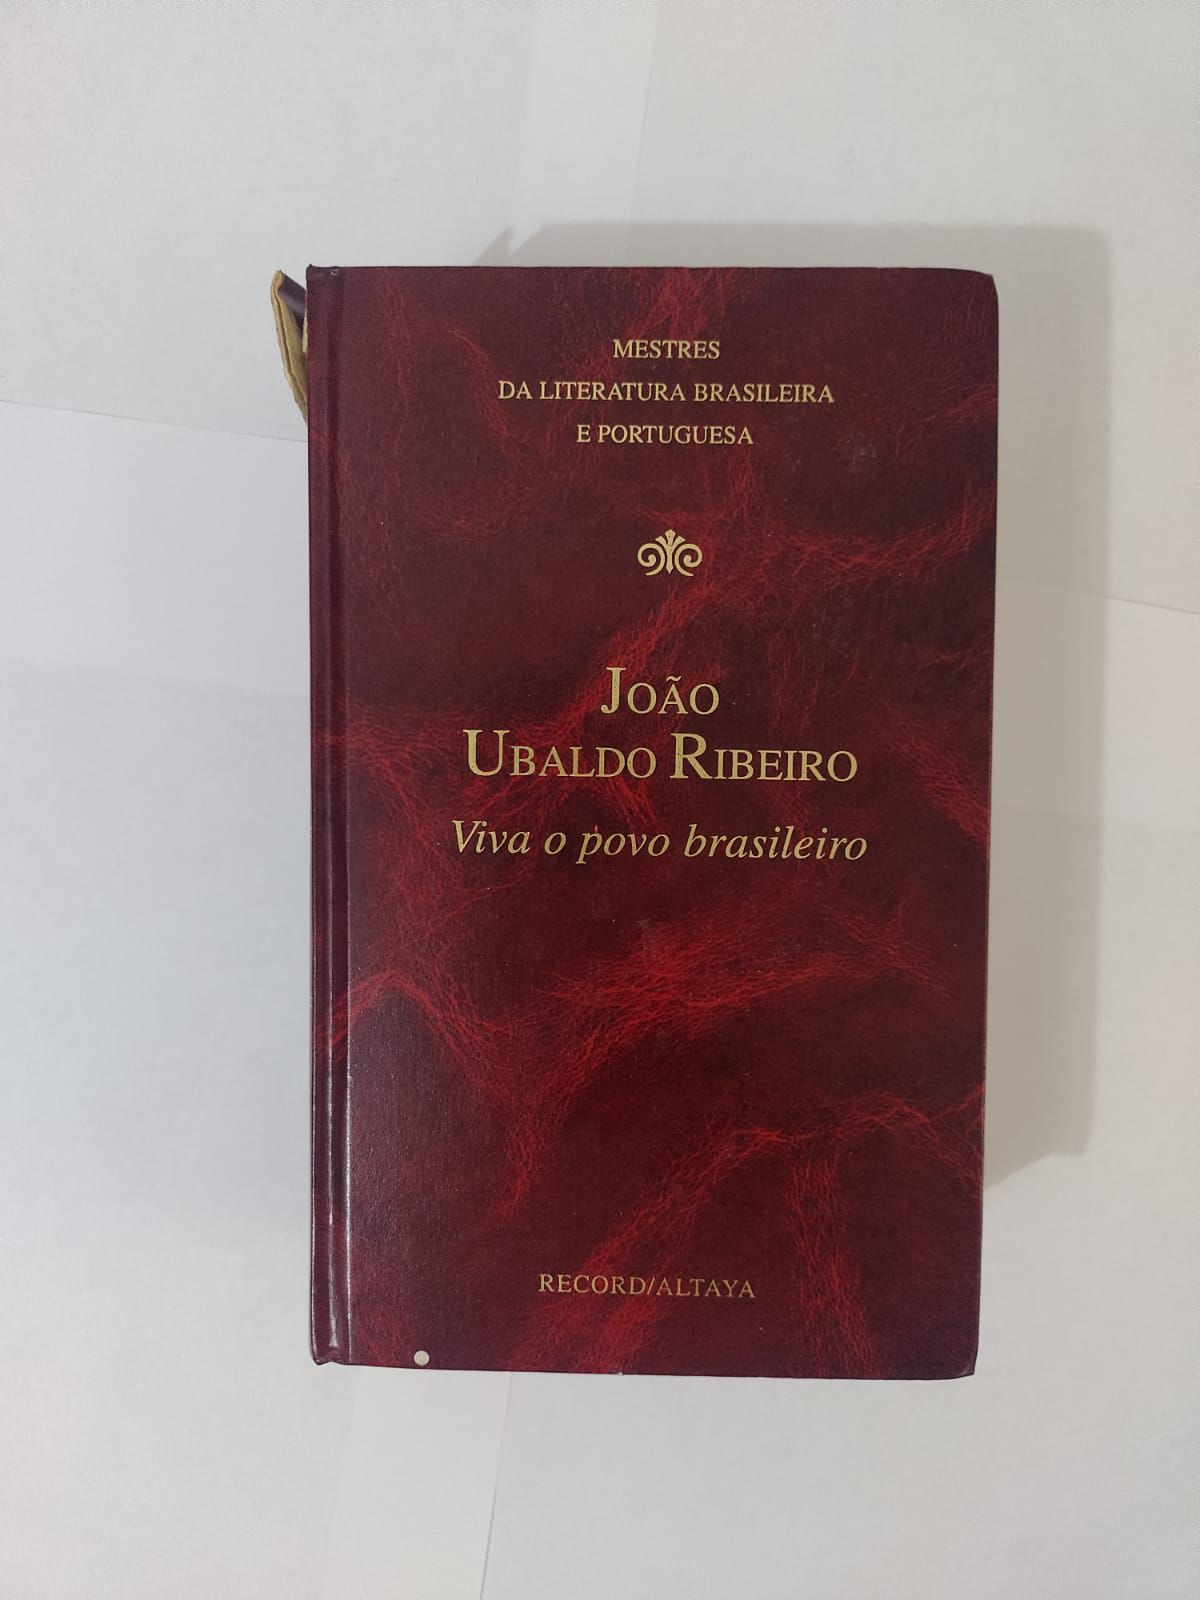 MESTRES
DA LITERATURA BRASILEIRA
E PORTUGUESA
JOÃO
UBALDO RIBEIRO
Viva o povo brasileiro
RECORD/ALTAYA